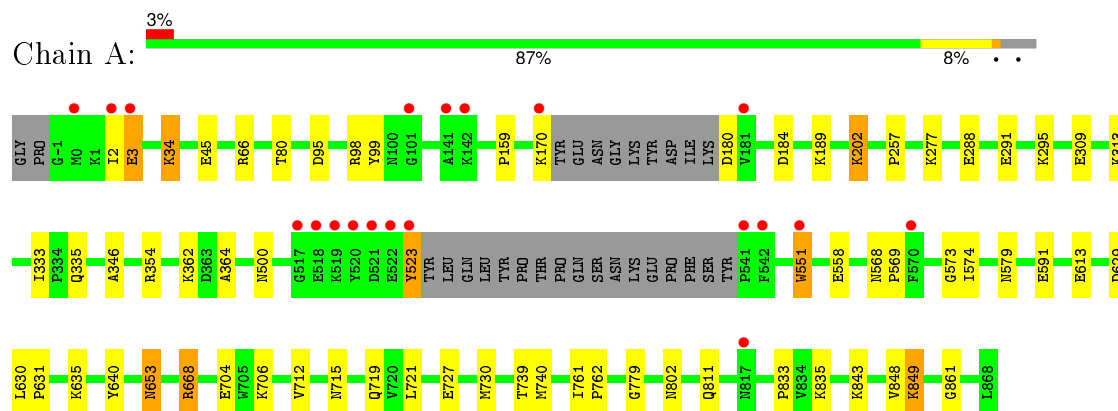 3%
Chain A:
87% 8% • •
GLY PRO G-1 M0 K1 I2 E3 K34 E45 R66 T80 D95 R98 Y99 N100 G101 A141 K142 P159 K170 TYR GLU ASN GLY LYS TYR ASP ILE LYS D180 V181 D184 K189 K202 P257 K277 E288 E291 K295 E309 K313
I333 P334 Q335 A346 R354 K362 D363 A364 N500 G517 E518 K519 Y520 D521 E522 Y523 TYR LEU GLN LEU TYR PRO THR PRO GLN SER ASN LYS GLU PRO PHE SER TYR P541 F542 W551 E558 N568 P569 F570 G573 I574 N579 E591 E613
L630 P631 K635 Y640 N653 R668 E704 W705 K706 V712 N715 Q719 V720 L721 E727 M730 T739 M740 I761 P762 G779 N802 Q811 N817 P833 V834 K835 K843 V848 K849 G861 L868